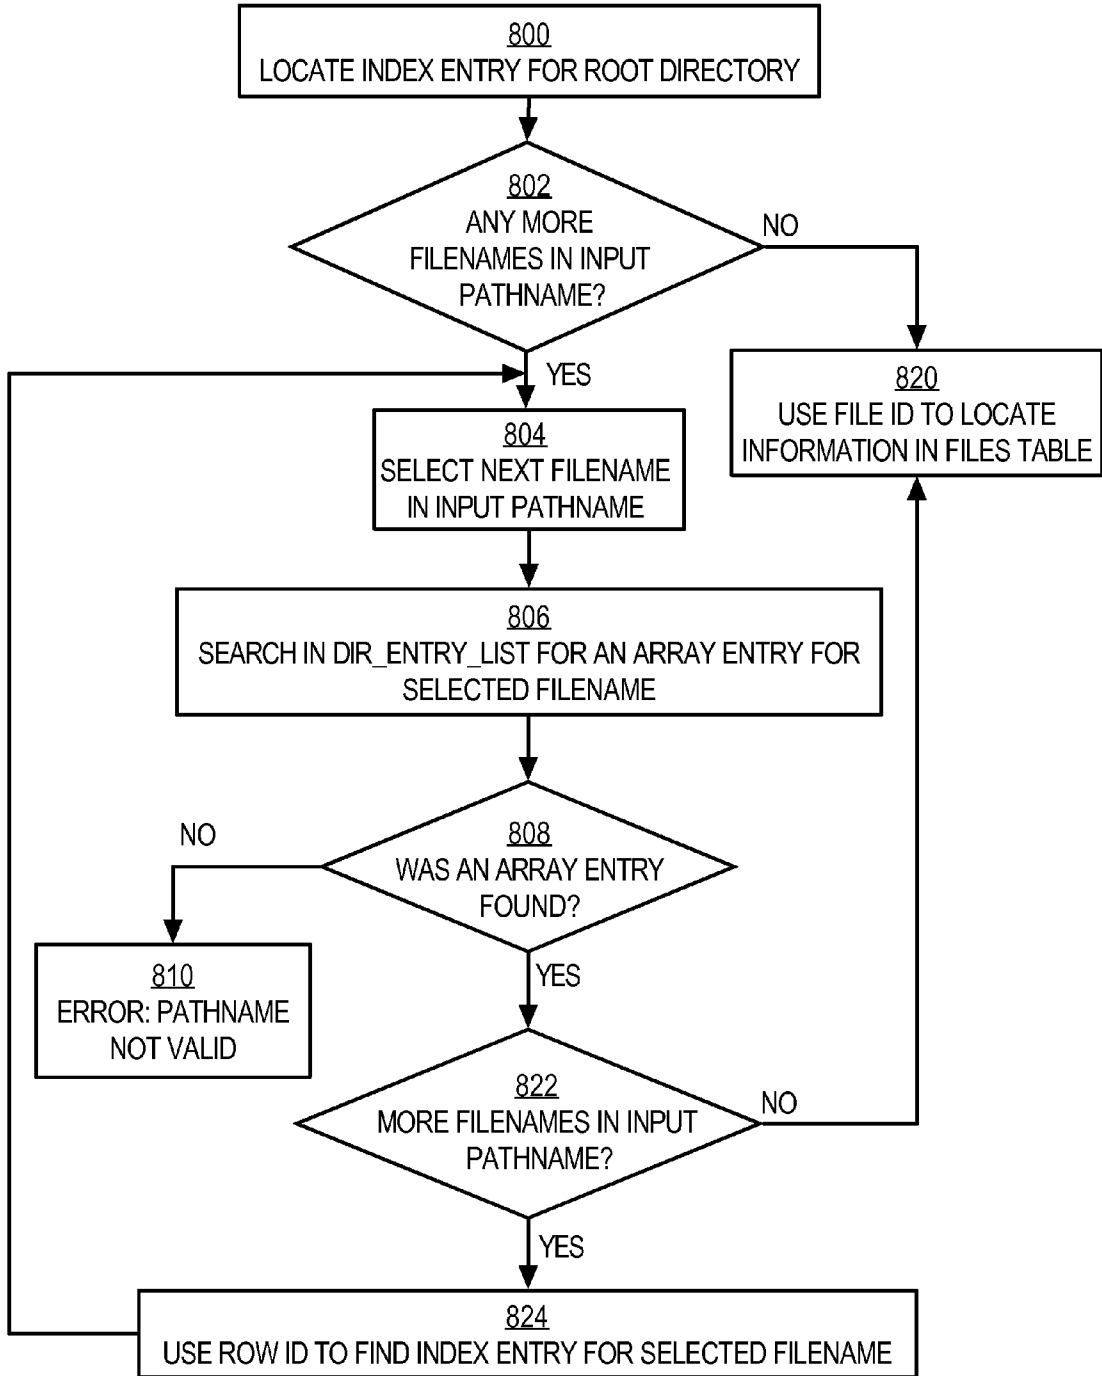 800
LOCATE INDEX ENTRY FOR ROOT DIRECTORY
802
ANY MORE
FILENAMES IN INPUT
PATHNAME?
NO
YES
820
USE FILE ID TO LOCATE
INFORMATION IN FILES TABLE
804
SELECT NEXT FILENAME
IN INPUT PATHNAME
806
SEARCH IN DIR_ENTRY_LIST FOR AN ARRAY ENTRY FOR
SELECTED FILENAME
808
WAS AN ARRAY ENTRY
FOUND?
NO
YES
810
ERROR: PATHNAME
NOT VALID
822
MORE FILENAMES IN INPUT
PATHNAME?
NO
YES
824
USE ROW ID TO FIND INDEX ENTRY FOR SELECTED FILENAME